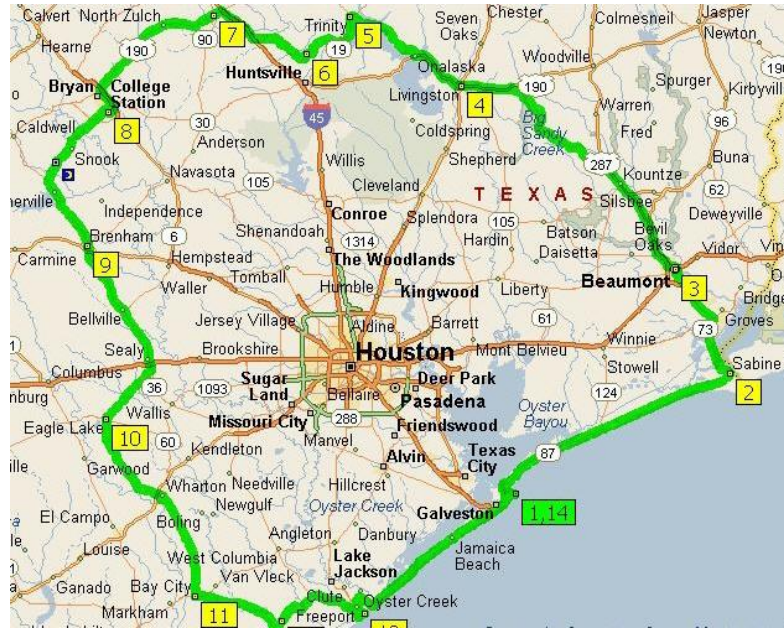 Calvert North Zulch
Trinity
5
Seven
Oaks
Chester
Colmesneil
Jasper
Newton
Hearne
190
90
7
19
6
Huntsville
Onalaska
Livingston
4
190
Woodville
Spurger
190
Kirbyville
Bryan
College
Station
45
Warren
Fred
96
Caldwell
8
30
Anderson
Coldspring
Big
Sandy
Creek
Buna
Snook
Navasota
Willis
Shepherd
287
Kountze
62
105
Cleveland
TEXAS
Silsbee
Deweyville
Independence
Conroe
Splendora
105
Batson
Bevil
Oaks
Brenham
6
Shenandoah
1314
Hardin
Daisetta
Vidor
Carmine
9
Hempstead
The Woodlands
Beaumont
Waller
Tomball
Humble
Kingwood
Liberty
3
Bellville
Jersey Village
Aldine
Barrett
61
Winnie
73
Groves
Sealy
Brookshire
Houston
Mont Belvieu
Stowell
Sabine
Columbus
36
1093
Sugar
Land
Bellaire
Deer Park
Pasadena
124
2
Eagle Lake
Wallis
Missouri City
288
Friendswood
Oyster
Bayou
10
60
Kendleton
Manvel
Alvin
Texas
City
87
Garwood
Needville
Hillcrest
Wharton
Newgulf
Oyster Creek
Galveston
1,14
El Campo
Boling
Danbury
Angleton
Jamaica
Beach
Louise
West Columbia
Lake
Jackson
Ganado
Bay City
Van Vleck
Clute
Oyster Creek
Markham
11
Freeport